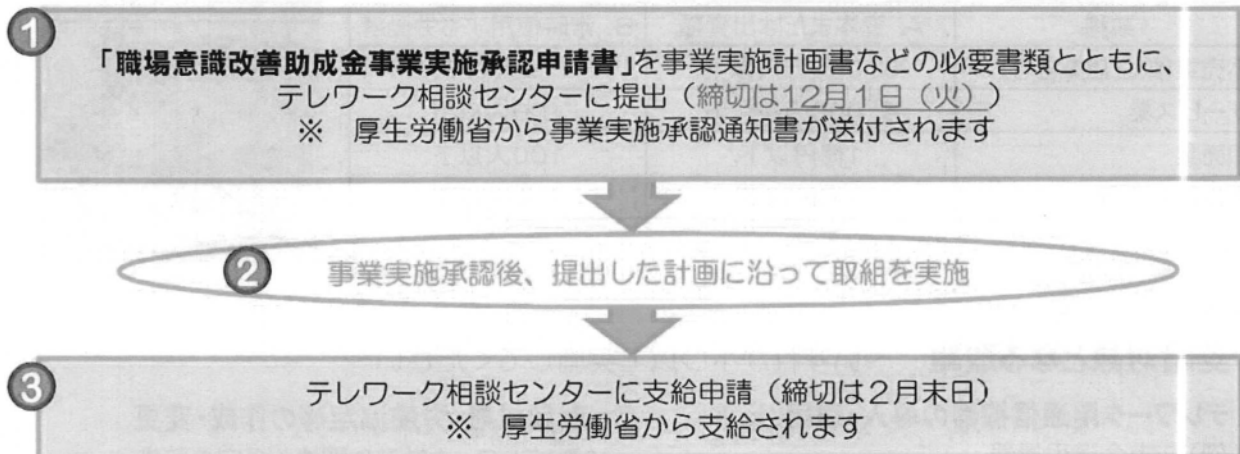 ①
「職場意識改善助成金事業実施承認申請書」を事業実施計画書などの必要書類とともに、
テレワーク相談センターに提出（締切は12月1日（火））
※　厚生労働省から事業実施承認通知書が送付されます
②
事業実施承認後、提出した計画に沿って取組を実施
③
テレワーク相談センターに支給申請（締切は2月末日）
※　厚生労働省から支給されます